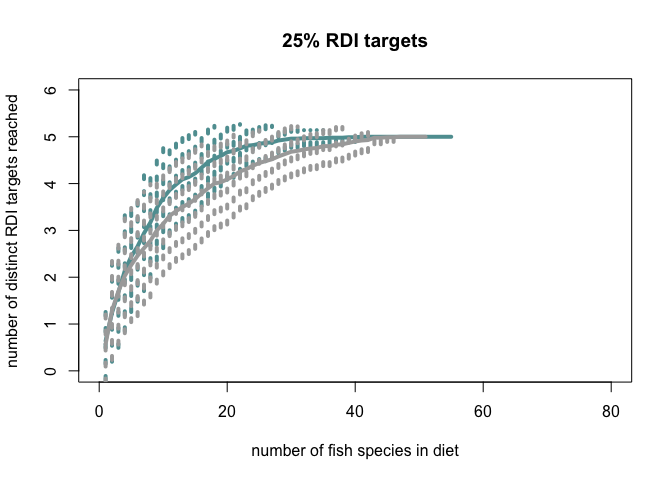 25% RDI targets
number of distinct RDI targets reached
6
5
4
3
2
1
0
0 20 40 60 80
number of fish species in diet